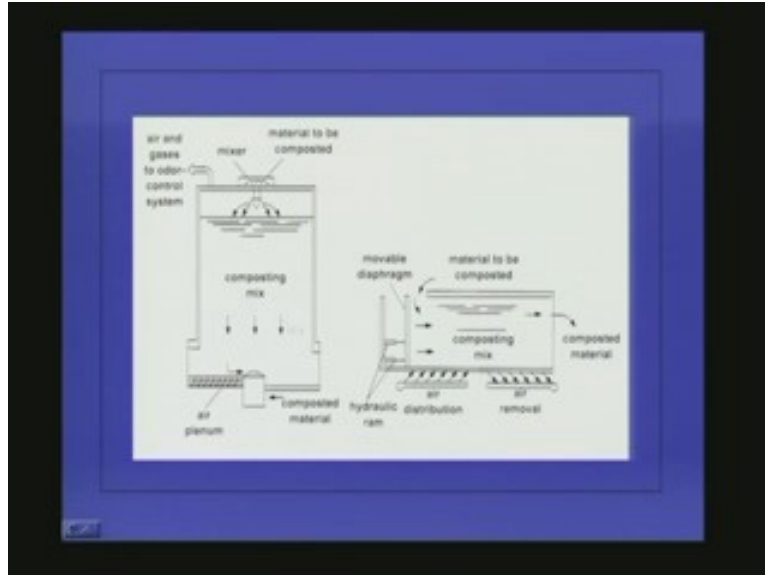 air and
gases
to odor-
control
system
mixer
material to be
composted
composting
mix
air
plenum
composted
material
movable
diaphragm
material to be
composted
composting
mix
composted
material
hydraulic
ram
air
distribution
air
removal